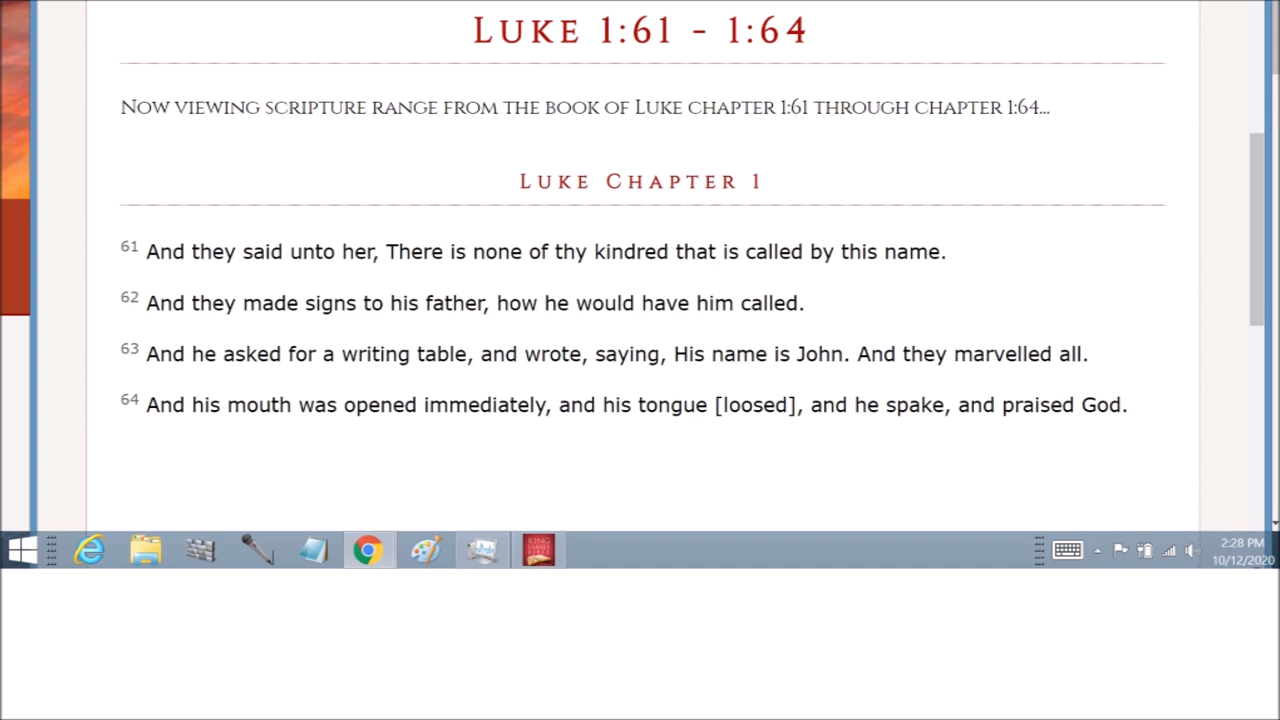 Luke 1:61 - 1:64
Now viewing scripture range from the book of Luke chapter 1:61 through chapter 1:64...
Luke Chapter 1
61 And they said unto her, There is none of thy kindred that is called by this name.
62 And they made signs to his father, how he would have him called.
63 And he asked for a writing table, and wrote, saying, His name is John. And they marvelled all.
64 And his mouth was opened immediately, and his tongue [loosed], and he spake, and praised God.
KING
JAMES
BIBLE
2:28 PM
10/12/2020